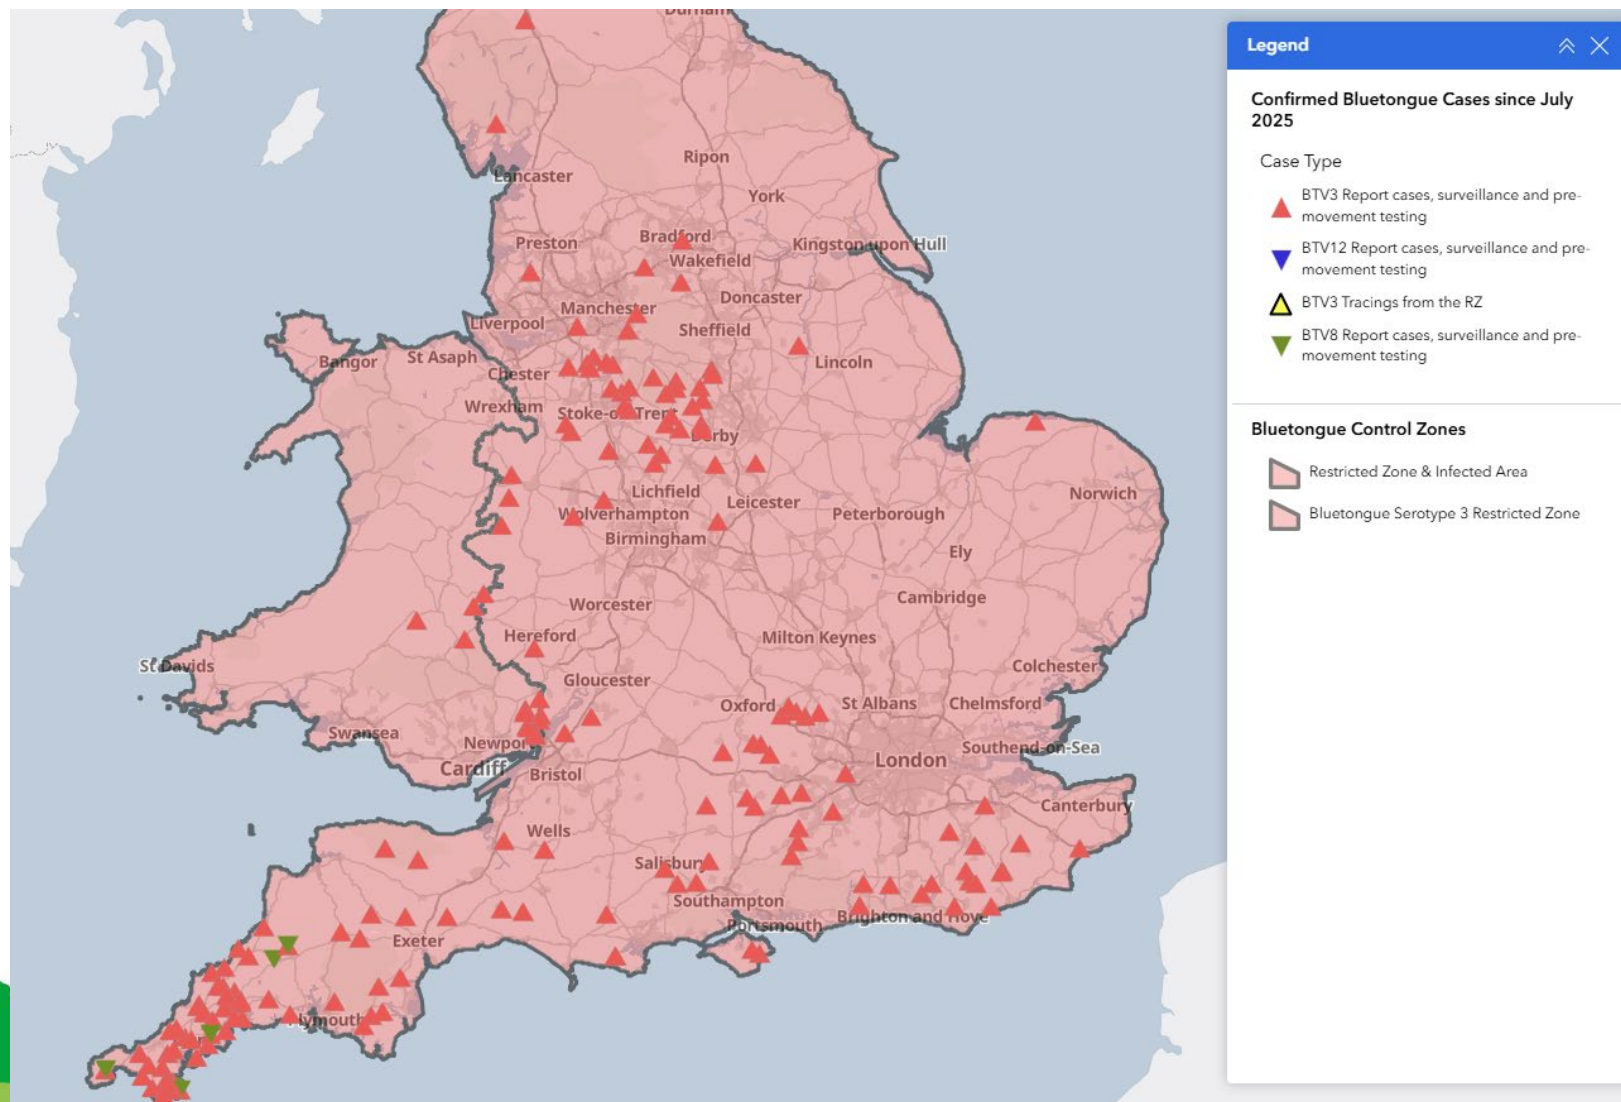 Durham
Ripon
Lancaster
York
Preston
Bradford
Kingston upon Hull
Wakefield
Doncaster
Manchester
Liverpool
Sheffield
Bangor
St Asaph
Lincoln
Chester
Wrexham
Stoke-on-Trent
Derby
Lichfield
Leicester
Norwich
Wolverhampton
Peterborough
Birmingham
Ely
Worcester
Cambridge
Hereford
Milton Keynes
St Davids
Colchester
Gloucester
Oxford
St Albans
Chelmsford
Swansea
Newport
Southend-on-Sea
Cardiff
Bristol
London
Canterbury
Wells
Salisbury
Southampton
Portsmouth
Brighton and Hove
Exeter
Plymouth
Legend
Confirmed Bluetongue Cases since July
2025
Case Type
BTV3 Report cases, surveillance and pre-
movement testing
BTV12 Report cases, surveillance and pre-
movement testing
BTV3 Tracings from the RZ
BTV8 Report cases, surveillance and pre-
movement testing
Bluetongue Control Zones
Restricted Zone & Infected Area
Bluetongue Serotype 3 Restricted Zone